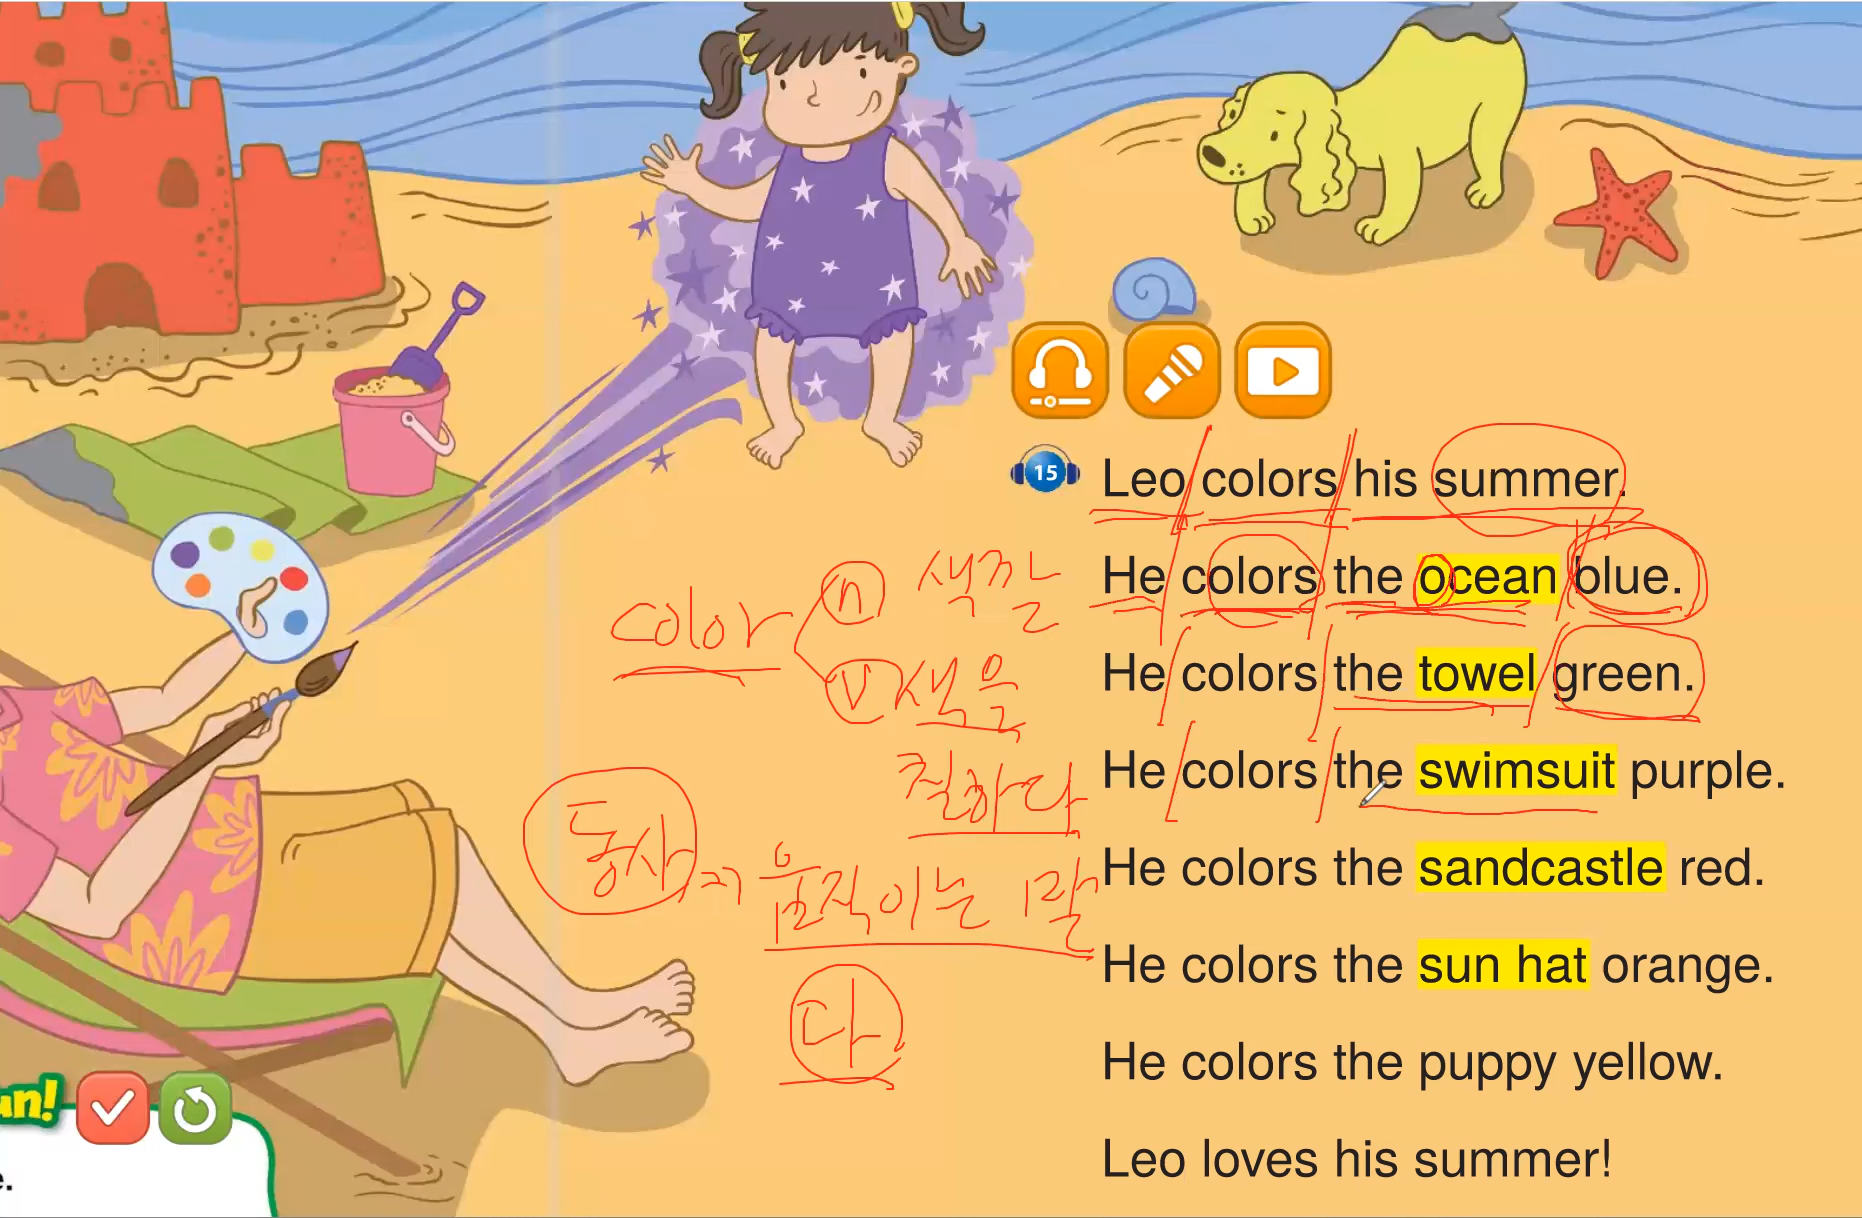 15 Leo colors his summer.
He colors the ocean blue.
He colors the towel green.
He colors the swimsuit purple.
He colors the sandcastle red.
He colors the sun hat orange.
He colors the puppy yellow.
Leo loves his summer!
color
n 색깔
v 색을
칠하다
동사 움직이는 말
다
un!
e.